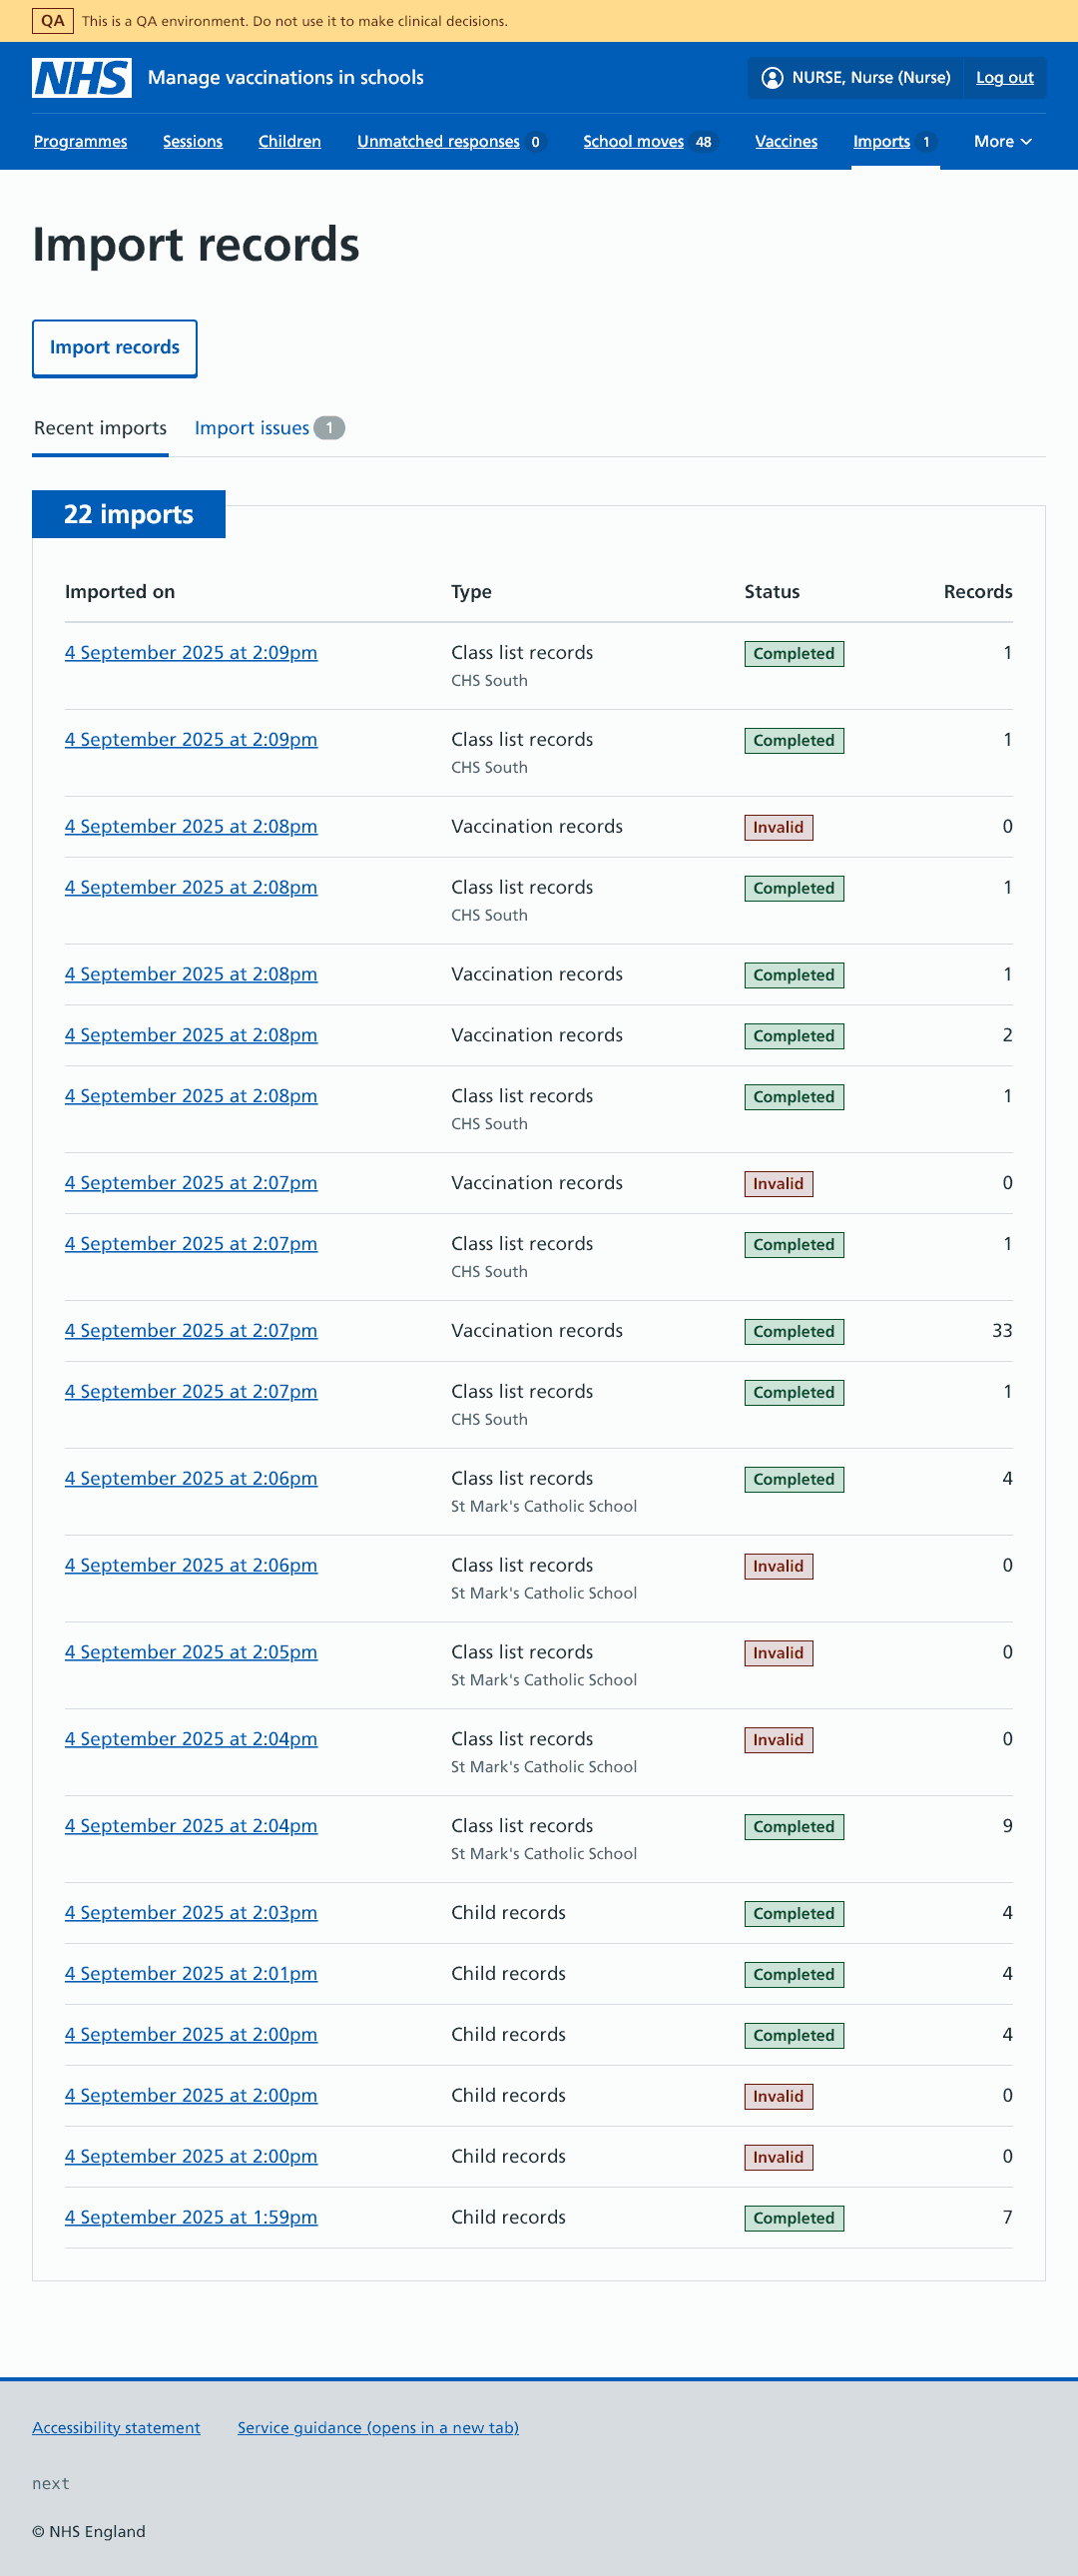 QA This is a QA environment. Do not use it to make clinical decisions.
NHS Manage vaccinations in schools NURSE, Nurse (Nurse) Log out
Programmes Sessions Children Unmatched responses 0 School moves 48 Vaccines Imports 1 More
Import records
Import records
Recent imports Import issues 1
22 imports
Imported on Type Status Records
4 September 2025 at 2:09pm Class list records Completed 1
CHS South
4 September 2025 at 2:09pm Class list records Completed 1
CHS South
4 September 2025 at 2:08pm Vaccination records Invalid 0
4 September 2025 at 2:08pm Class list records Completed 1
CHS South
4 September 2025 at 2:08pm Vaccination records Completed 1
4 September 2025 at 2:08pm Vaccination records Completed 2
4 September 2025 at 2:08pm Class list records Completed 1
CHS South
4 September 2025 at 2:07pm Vaccination records Invalid 0
4 September 2025 at 2:07pm Class list records Completed 1
CHS South
4 September 2025 at 2:07pm Vaccination records Completed 33
4 September 2025 at 2:07pm Class list records Completed 1
CHS South
4 September 2025 at 2:06pm Class list records Completed 4
St Mark's Catholic School
4 September 2025 at 2:06pm Class list records Invalid 0
St Mark's Catholic School
4 September 2025 at 2:05pm Class list records Invalid 0
St Mark's Catholic School
4 September 2025 at 2:04pm Class list records Invalid 0
St Mark's Catholic School
4 September 2025 at 2:04pm Class list records Completed 9
St Mark's Catholic School
4 September 2025 at 2:03pm Child records Completed 4
4 September 2025 at 2:01pm Child records Completed 4
4 September 2025 at 2:00pm Child records Completed 4
4 September 2025 at 2:00pm Child records Invalid 0
4 September 2025 at 2:00pm Child records Invalid 0
4 September 2025 at 1:59pm Child records Completed 7
Accessibility statement Service guidance (opens in a new tab)
next
© NHS England